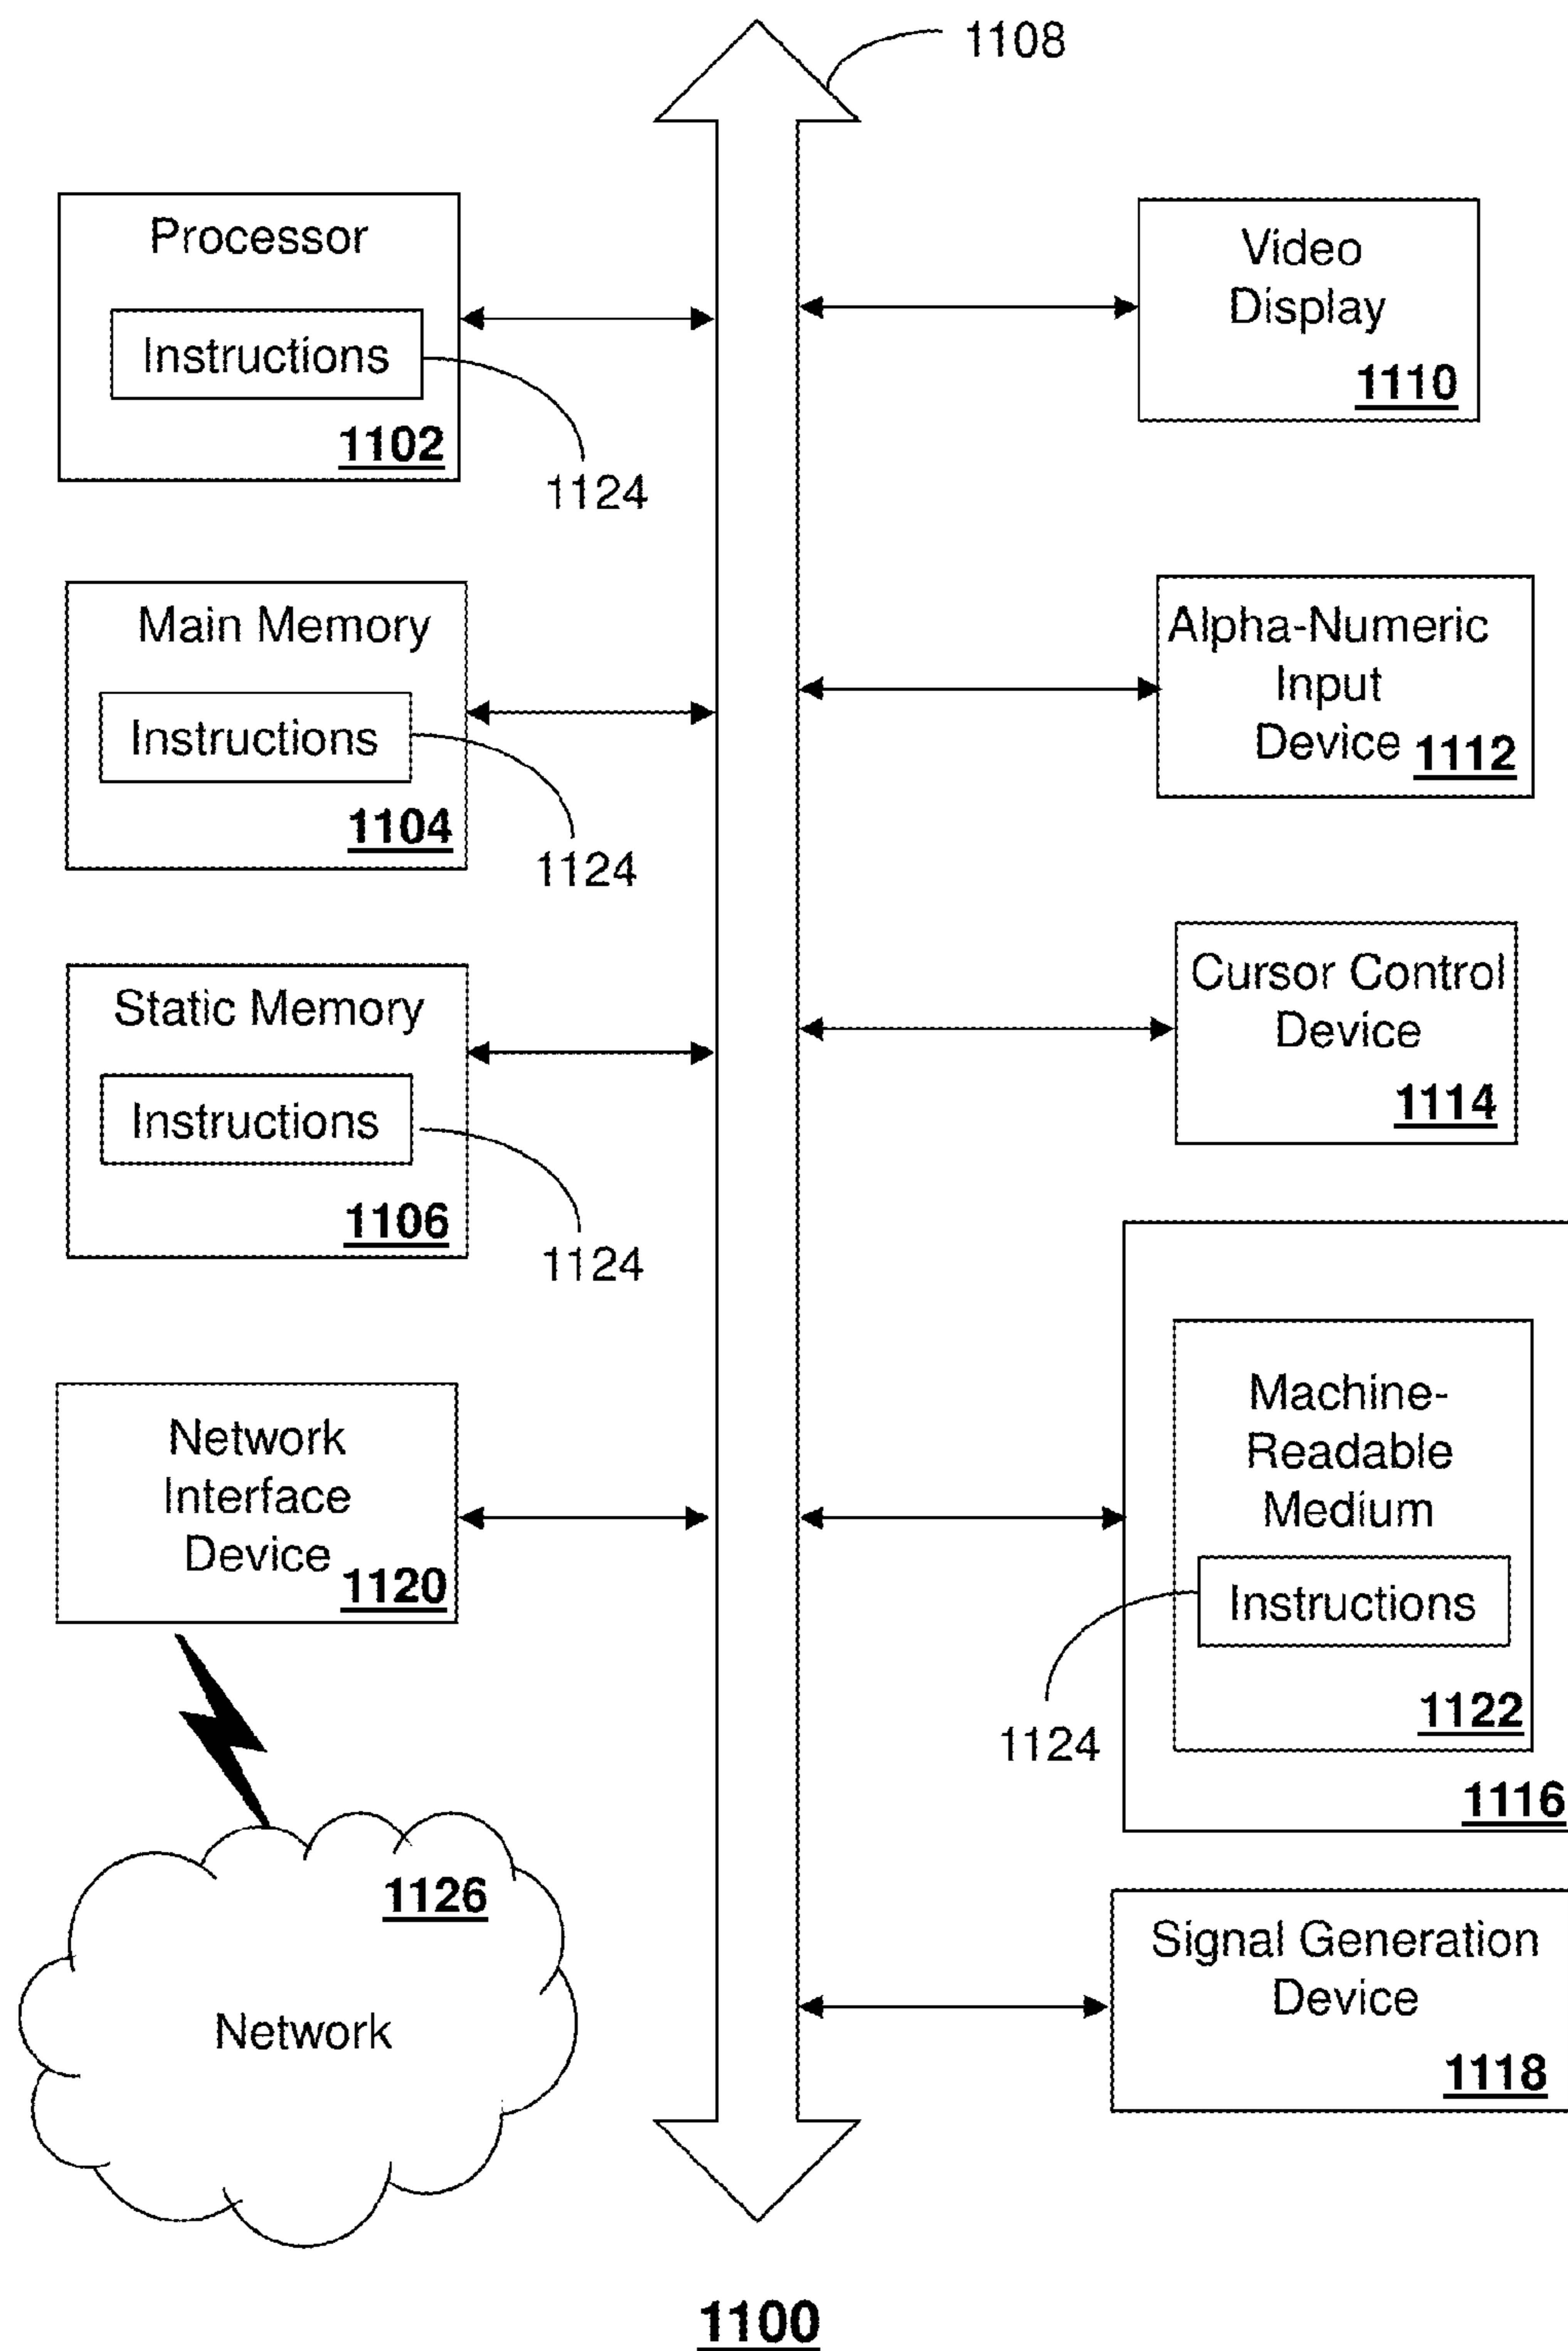 1108
Processor
Instructions
1102
1124
Video
Display
1110
Main Memory
Instructions
1104
1124
Alpha-Numeric
Input
Device 1112
Static Memory
Instructions
1106
1124
Cursor Control
Device
1114
Network
Interface
Device
1120
Machine-
Readable
Medium
Instructions
1122
1124
1116
1126
Network
Signal Generation
Device
1118
1100